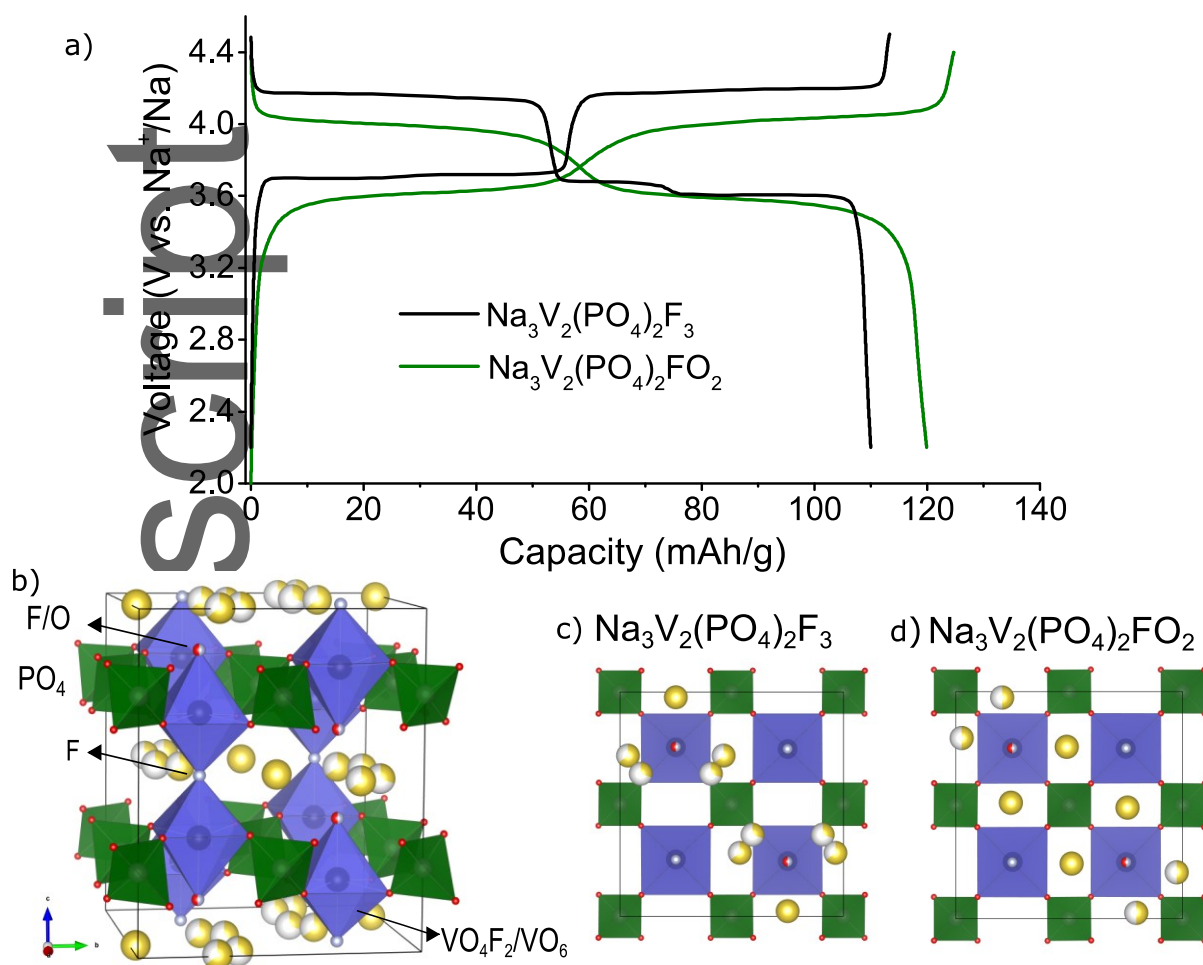 a)
script
Voltage (V vs. Na⁺/Na)
4.4
4.0
3.6
3.2
2.8
2.4
2.0
Na₃V₂(PO₄)₂F₃
Na₃V₂(PO₄)₂FO₂
0 20 40 60 80 100 120 140
Capacity (mAh/g)
b)
F/O
PO₄
F
VO₄F₂/VO₆
c
b
c) Na₃V₂(PO₄)₂F₃
d) Na₃V₂(PO₄)₂FO₂